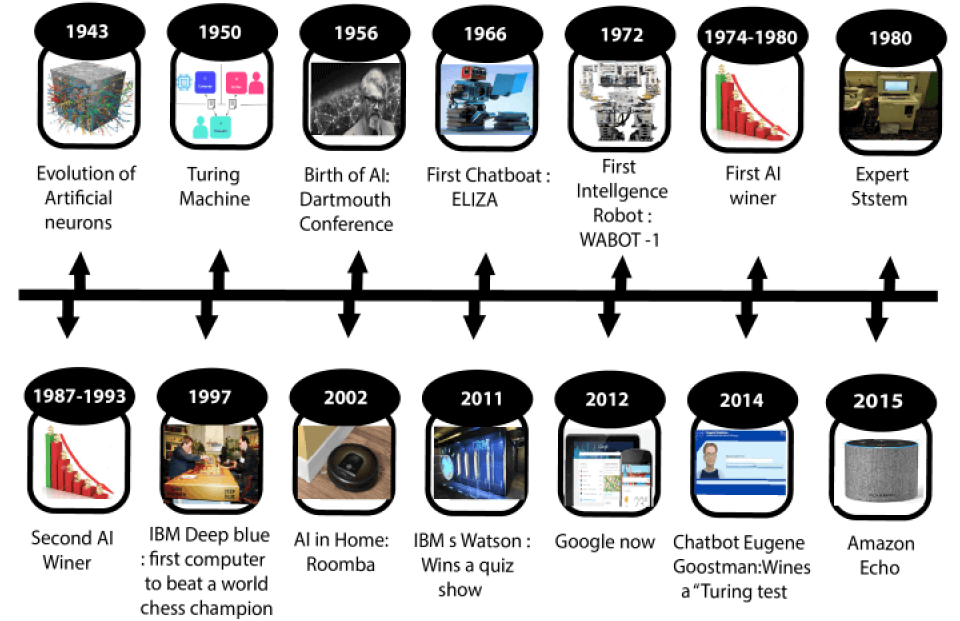 1943
1950
1956
1966
1972
1974-1980
1980
Evolution of
Artificial
neurons
Turing
Machine
Birth of AI:
Dartmouth
Conference
First Chatboat :
ELIZA
First
Intellgence
Robot :
WABOT -1
First AI
winer
Expert
Ststem
1987-1993
1997
2002
2011
2012
2014
2015
IBM
Second AI
Winer
IBM Deep blue
: first computer
to beat a world
chess champion
AI in Home:
Roomba
IBM s Watson :
Wins a quiz
show
Google now
Chatbot Eugene
Goostman:Wines
a “Turing test
Amazon
Echo